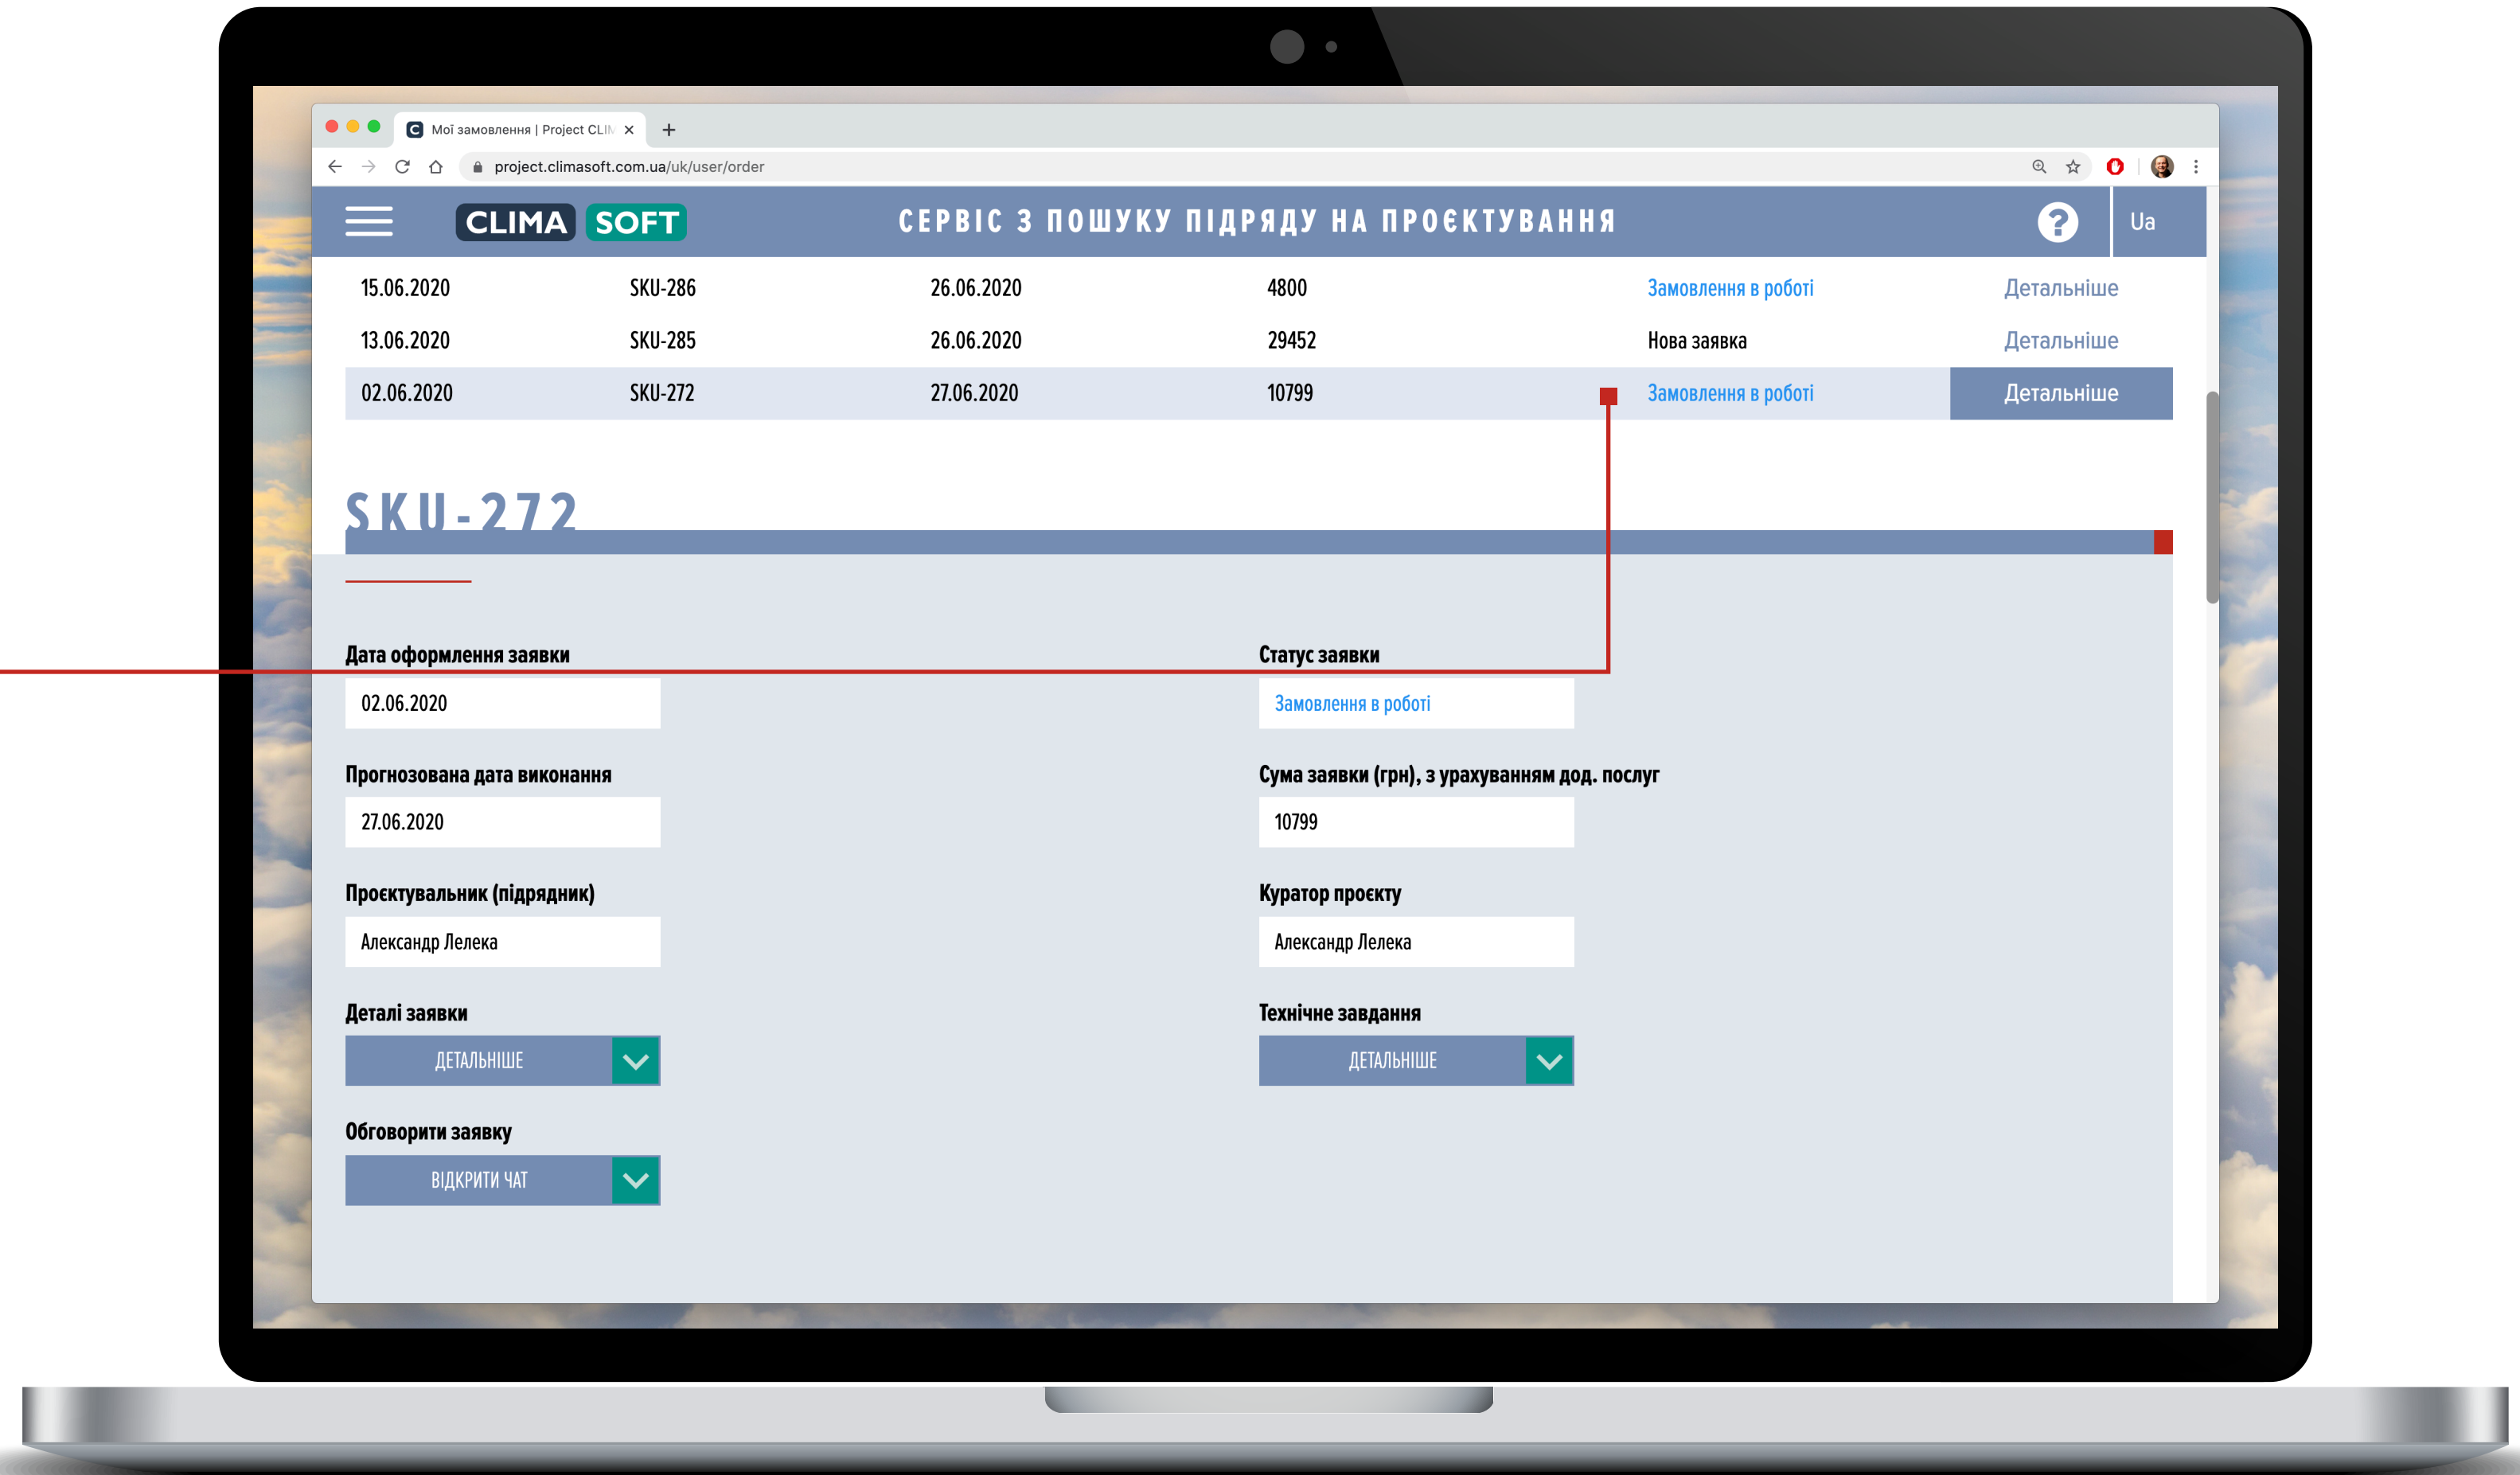 Мої замовлення | Project CLIM
project.climasoft.com.ua/uk/user/order
CLIMA SOFT СЕРВІС З ПОШУКУ ПІДРЯДУ НА ПРОЄКТУВАННЯ ? Ua
15.06.2020 SKU-286 26.06.2020 4800 Замовлення в роботі Детальніше
13.06.2020 SKU-285 26.06.2020 29452 Нова заявка Детальніше
02.06.2020 SKU-272 27.06.2020 10799 Замовлення в роботі Детальніше
SKU-272
Дата оформлення заявки Статус заявки
02.06.2020 Замовлення в роботі
Прогнозована дата виконання Сума заявки (грн), з урахуванням дод. послуг
27.06.2020 10799
Проєктувальник (підрядник) Куратор проєкту
Александр Лелека Александр Лелека
Деталі заявки Технічне завдання
ДЕТАЛЬНІШЕ ДЕТАЛЬНІШЕ
Обговорити заявку
ВІДКРИТИ ЧАТ